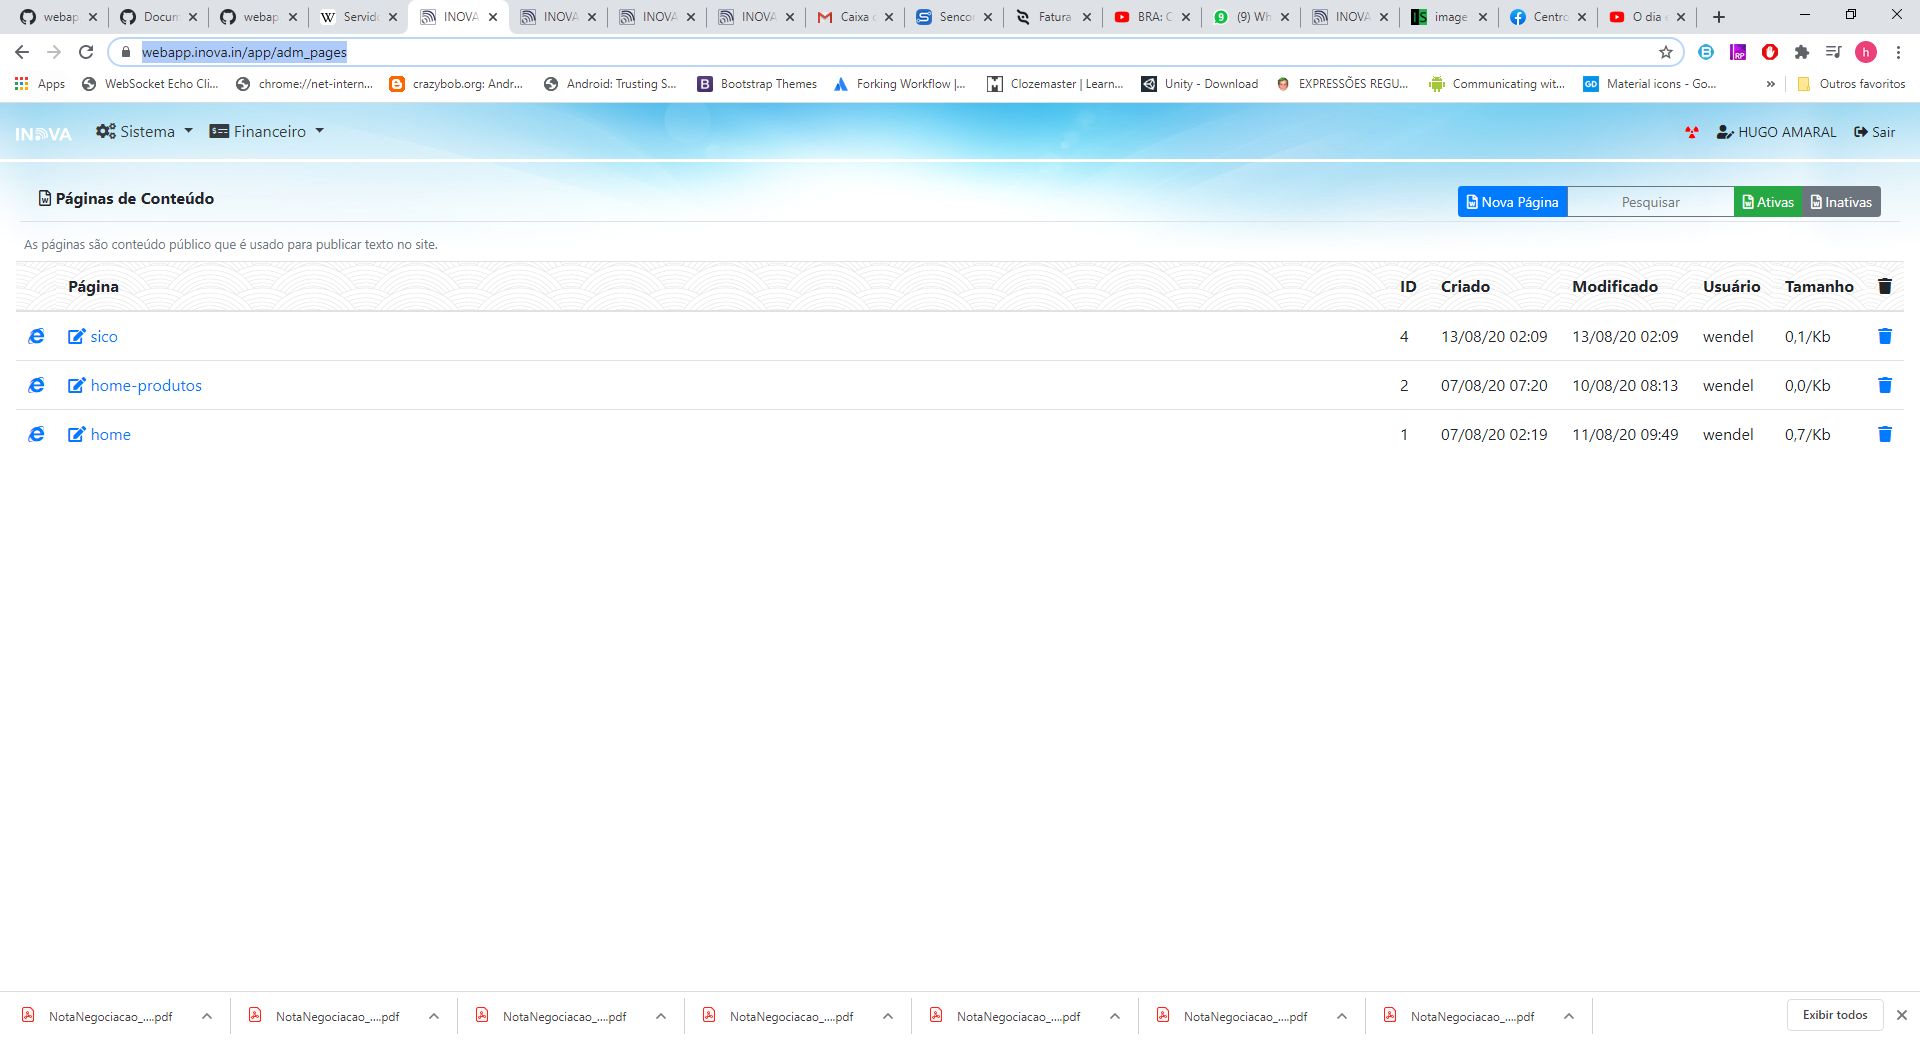 webap
Docum
webap
Servido
INOVA
INOVA
INOVA
INOVA
Caixa
Sencon
Fatura
BRA: C
(9) Wh
INOVA
image
Centro
O dia
webapp.inova.in/app/adm_pages
Apps
WebSocket Echo Cli...
chrome://net-intern...
crazybob.org: Andr...
Android: Trusting S...
Bootstrap Themes
Forking Workflow |...
Clozemaster | Learn...
Unity - Download
EXPRESSÕES REGU...
Communicating wit...
Material icons - Go...
»
Outros favoritos
INOVA
Sistema
Financeiro
HUGO AMARAL
Sair
Páginas de Conteúdo
Nova Página
Pesquisar
Ativas
Inativas
As páginas são conteúdo público que é usado para publicar texto no site.
Página ID Criado Modificado Usuário Tamanho
sico 4 13/08/20 02:09 13/08/20 02:09 wendel 0,1/Kb
home-produtos 2 07/08/20 07:20 10/08/20 08:13 wendel 0,0/Kb
home 1 07/08/20 02:19 11/08/20 09:49 wendel 0,7/Kb
NotaNegociacao_....pdf
NotaNegociacao_....pdf
NotaNegociacao_....pdf
NotaNegociacao_....pdf
NotaNegociacao_....pdf
NotaNegociacao_....pdf
NotaNegociacao_....pdf
Exibir todos